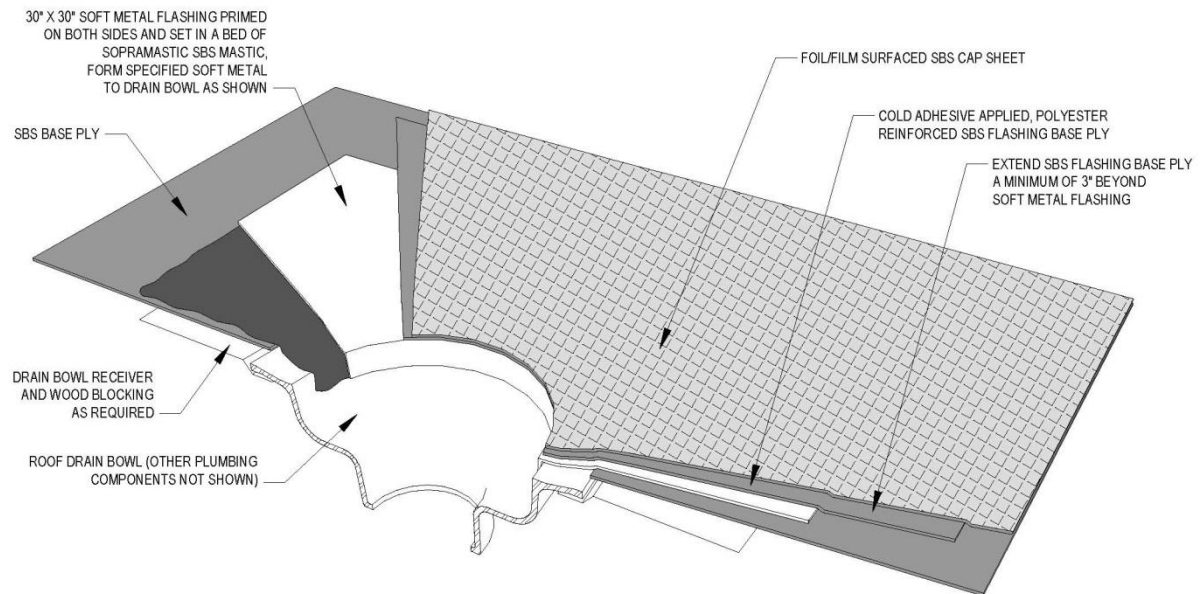 30" X 30" SOFT METAL FLASHING PRIMED
ON BOTH SIDES AND SET IN A BED OF
SOPRAMASTIC SBS MASTIC,
FORM SPECIFIED SOFT METAL
TO DRAIN BOWL AS SHOWN
SBS BASE PLY
DRAIN BOWL RECEIVER
AND WOOD BLOCKING
AS REQUIRED
ROOF DRAIN BOWL (OTHER PLUMBING
COMPONENTS NOT SHOWN)
FOIL/FILM SURFACED SBS CAP SHEET
COLD ADHESIVE APPLIED, POLYESTER
REINFORCED SBS FLASHING BASE PLY
EXTEND SBS FLASHING BASE PLY
A MINIMUM OF 3" BEYOND
SOFT METAL FLASHING